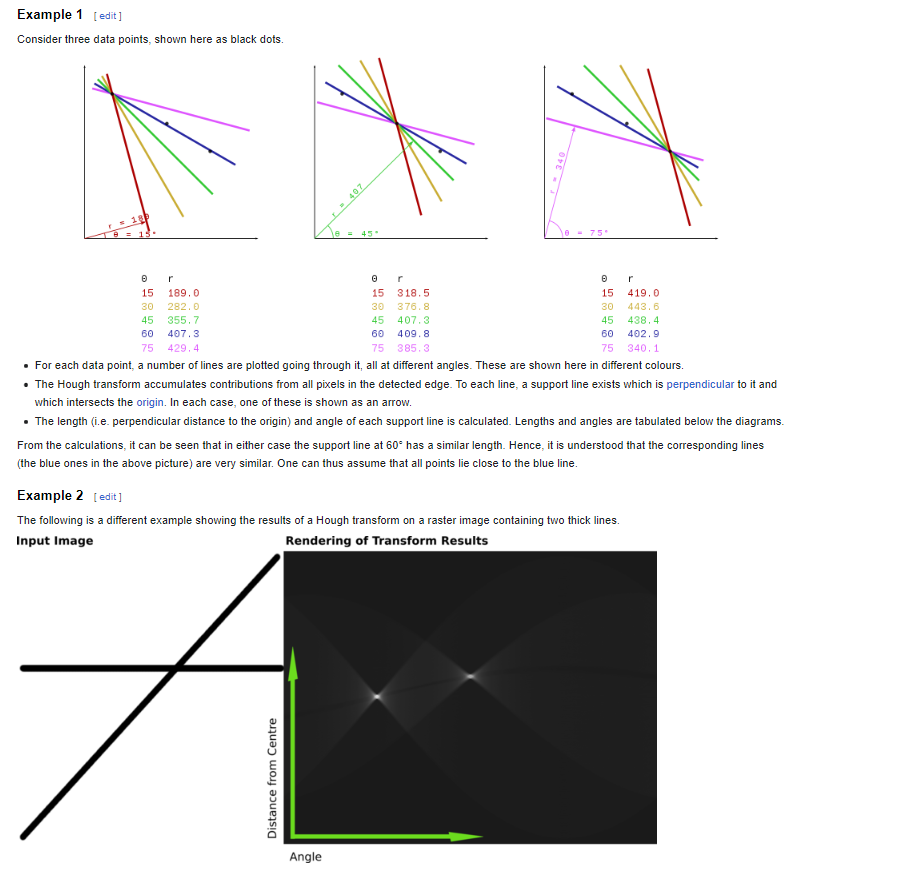 Example 1 [ edit ]
Consider three data points, shown here as black dots.
r = 189
θ = 15°
r = 407
θ = 45°
r = 340
θ = 75°
θ r
15 189.0
30 282.0
45 355.7
60 407.3
75 429.4
θ r
15 318.5
30 376.8
45 407.3
60 409.8
75 385.3
θ r
15 419.0
30 443.6
45 438.4
60 402.9
75 340.1
• For each data point, a number of lines are plotted going through it, all at different angles. These are shown here in different colours.
• The Hough transform accumulates contributions from all pixels in the detected edge. To each line, a support line exists which is perpendicular to it and
which intersects the origin. In each case, one of these is shown as an arrow.
• The length (i.e. perpendicular distance to the origin) and angle of each support line is calculated. Lengths and angles are tabulated below the diagrams.
From the calculations, it can be seen that in either case the support line at 60° has a similar length. Hence, it is understood that the corresponding lines
(the blue ones in the above picture) are very similar. One can thus assume that all points lie close to the blue line.
Example 2 [ edit ]
The following is a different example showing the results of a Hough transform on a raster image containing two thick lines.
Input Image
Rendering of Transform Results
Distance from Centre
Angle